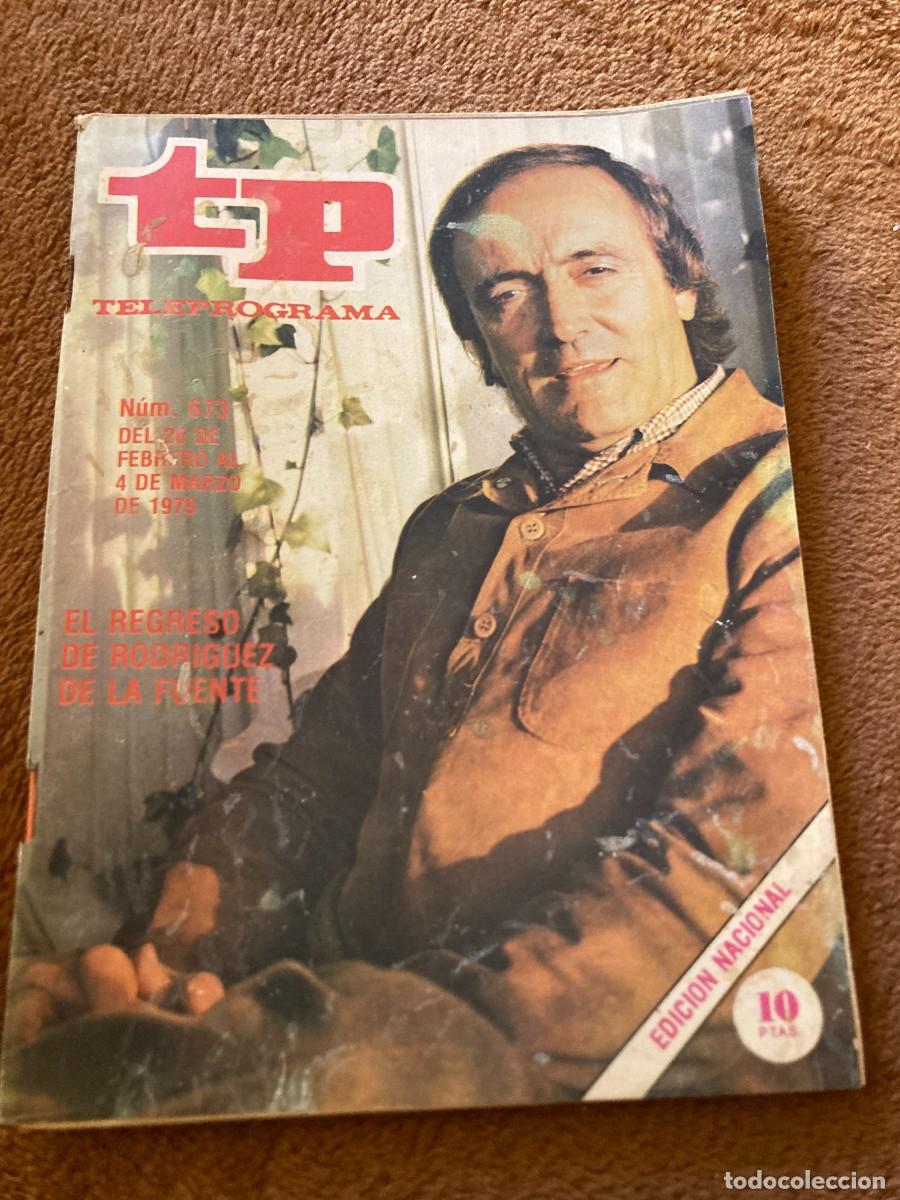 tp
TELEPROGRAMA
Núm. 673
DEL 26 DE
FEBRERO AL
4 DE MARZO
DE 1979
EL REGRESO
DE RODRIGUEZ
DE LA FUENTE
EDICION NACIONAL
10
PTAS
todocoleccion